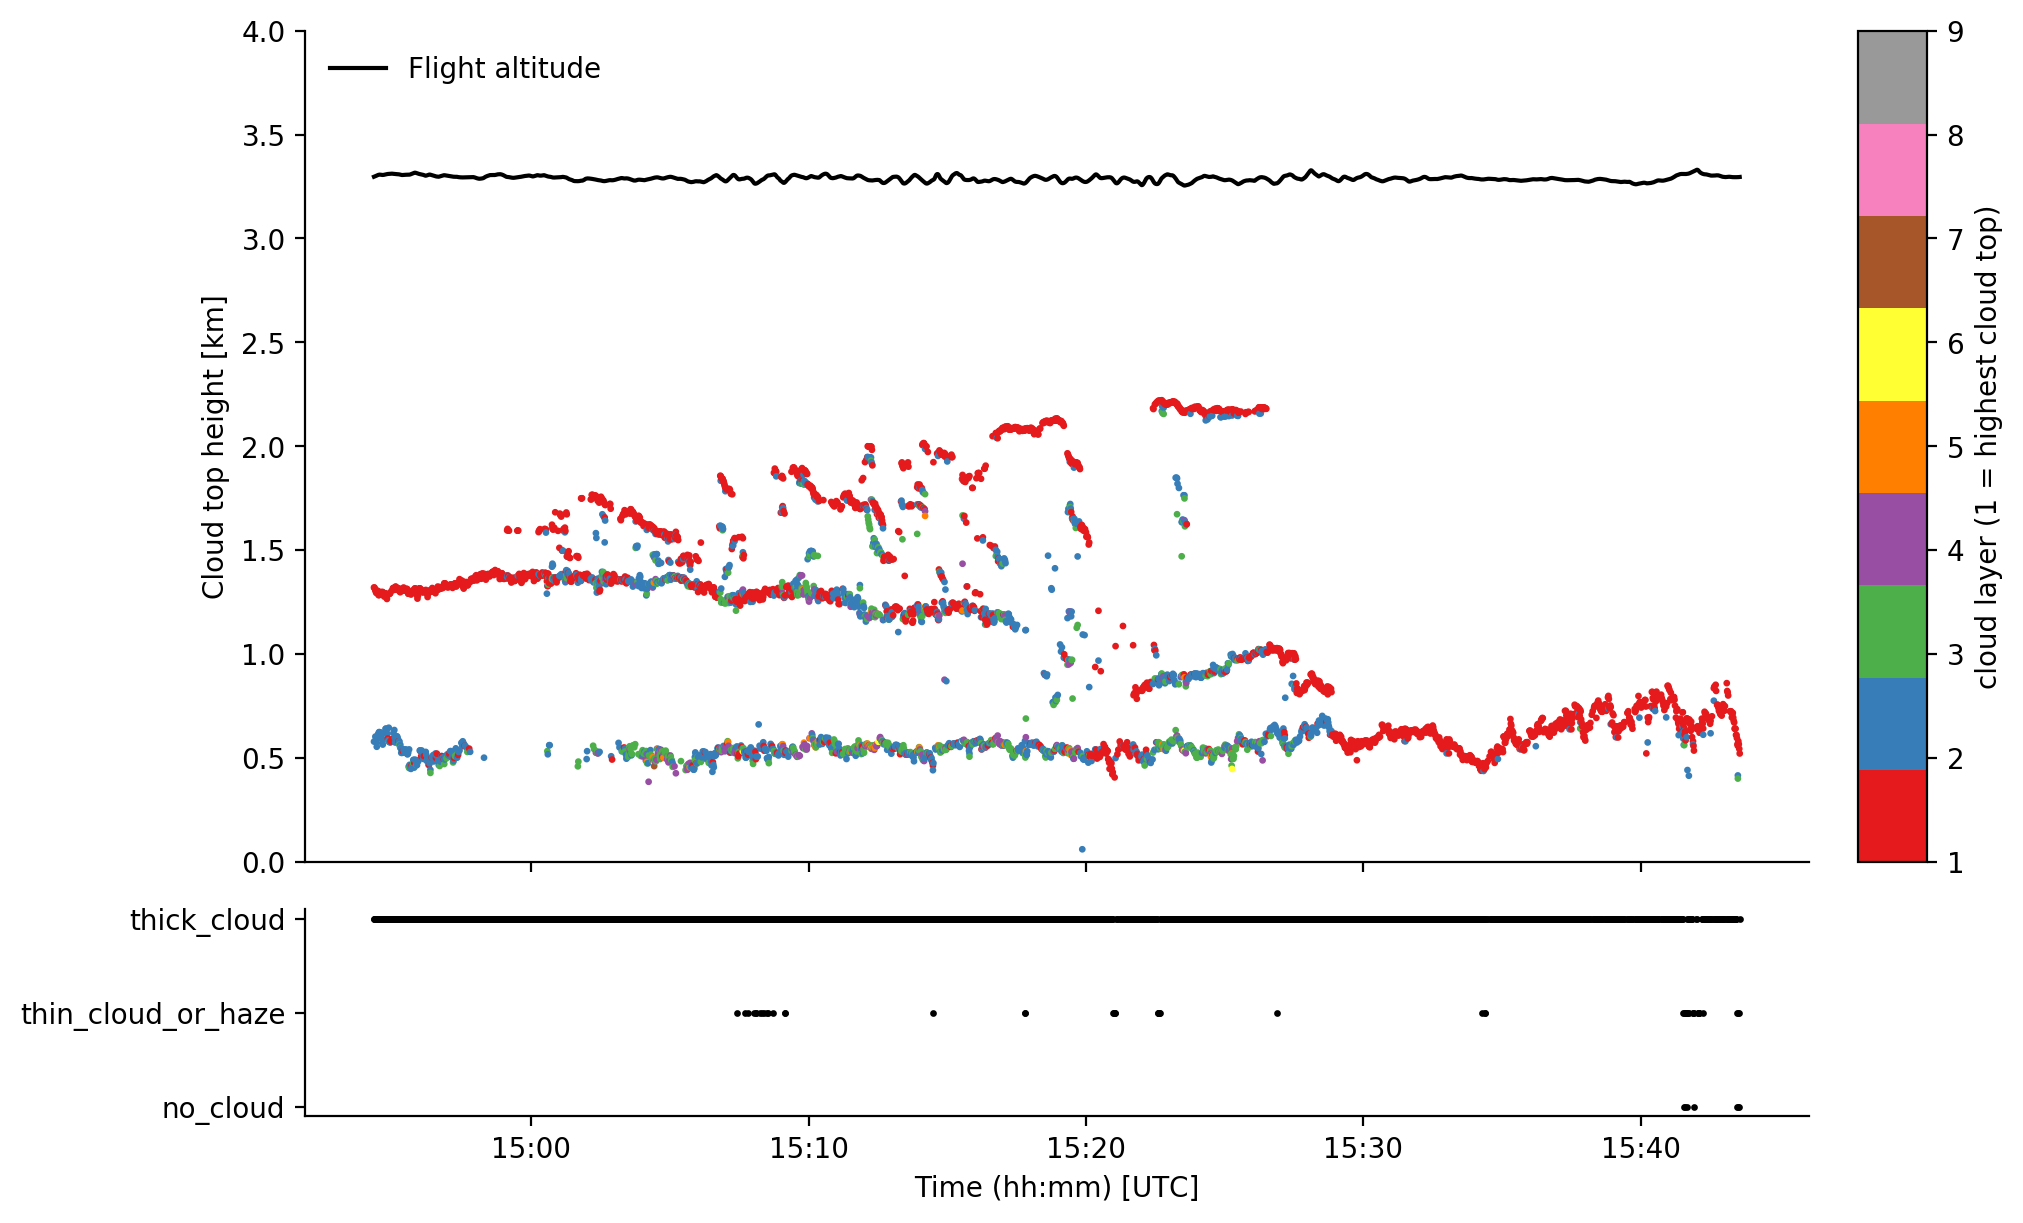 Flight altitude
4.0
3.5
3.0
2.5
2.0
1.5
1.0
0.5
0.0
Cloud top height [km]
9
8
7
6
5
4
3
2
1
cloud layer (1 = highest cloud top)
thick_cloud
thin_cloud_or_haze
no_cloud
15:00 15:10 15:20 15:30 15:40
Time (hh:mm) [UTC]